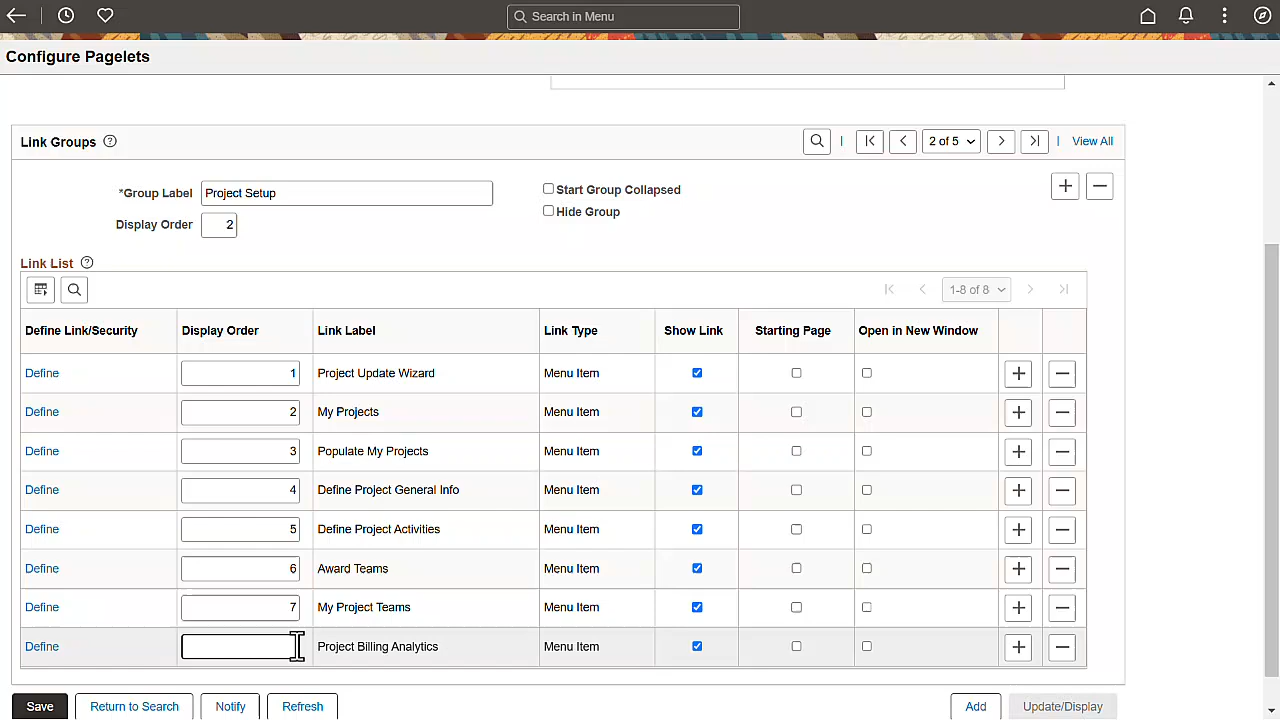 Search in Menu
Configure Pagelets
Link Groups ?
2 of 5
View All
*Group Label Project Setup
Start Group Collapsed
Display Order 2
Hide Group
Link List ?
1-8 of 8
Define Link/Security Display Order Link Label Link Type Show Link Starting Page Open in New Window
Define 1 Project Update Wizard Menu Item
Define 2 My Projects Menu Item
Define 3 Populate My Projects Menu Item
Define 4 Define Project General Info Menu Item
Define 5 Define Project Activities Menu Item
Define 6 Award Teams Menu Item
Define 7 My Project Teams Menu Item
Define Project Billing Analytics Menu Item
Save Return to Search Notify Refresh Add Update/Display